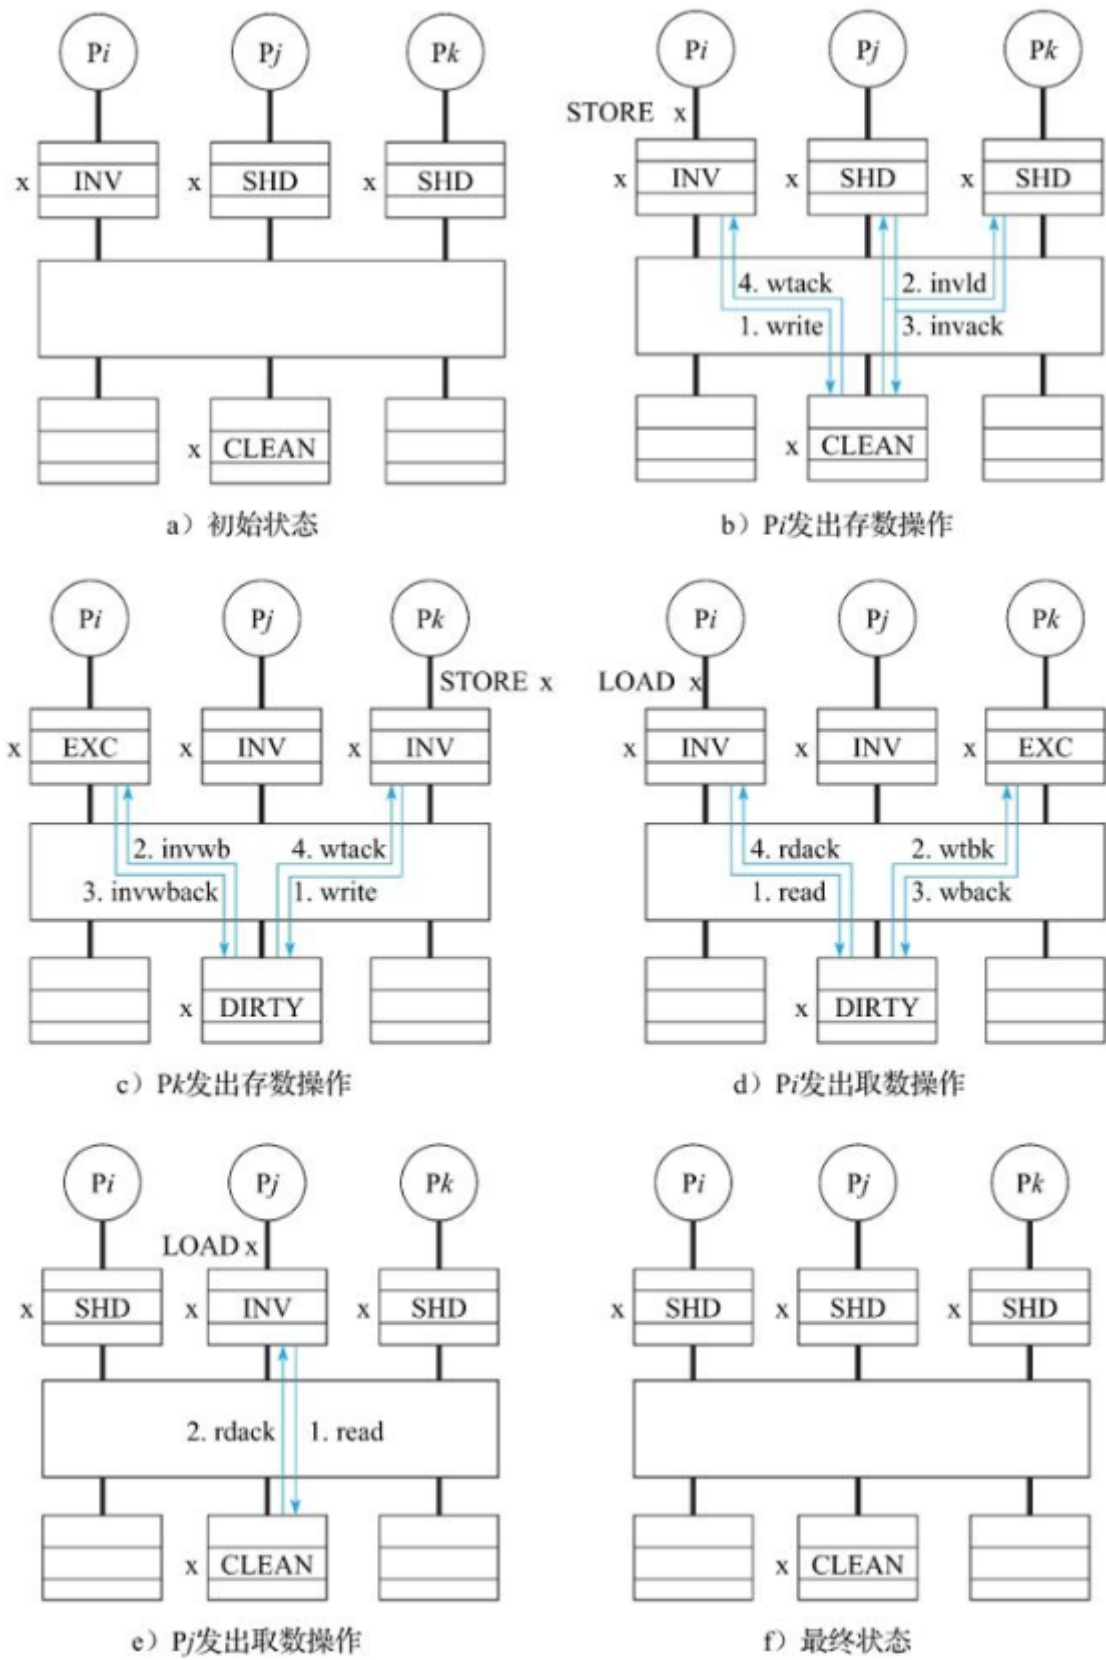 Pi Pj Pk
x INV x SHD x SHD
x CLEAN
a）初始状态
Pi Pj Pk
STORE x
x INV x SHD x SHD
4. wtack 2. invld
1. write 3. invack
x CLEAN
b）Pi发出存数操作
Pi Pj Pk
STORE x
x EXC x INV x INV
2. invwb 4. wtack
3. invwback 1. write
x DIRTY
c）Pk发出存数操作
Pi Pj Pk
LOAD x
x INV x INV x EXC
4. rdack 2. wtbk
1. read 3. wback
x DIRTY
d）Pi发出取数操作
Pi Pj Pk
LOAD x
x SHD x INV x SHD
2. rdack 1. read
x CLEAN
e）Pj发出取数操作
Pi Pj Pk
x SHD x SHD x SHD
x CLEAN
f）最终状态